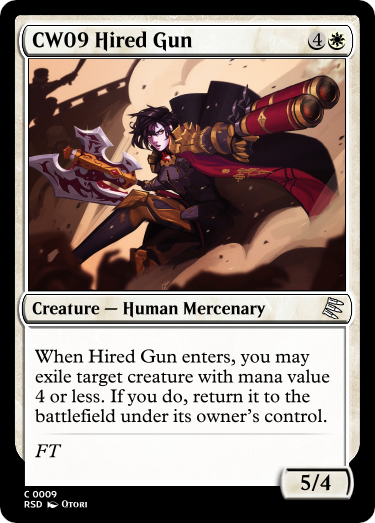 CW09 Hired Gun 4
Creature — Human Mercenary
When Hired Gun enters, you may
exile target creature with mana value
4 or less. If you do, return it to the
battlefield under its owner's control.
FT
5/4
C 0009
RSD Otori